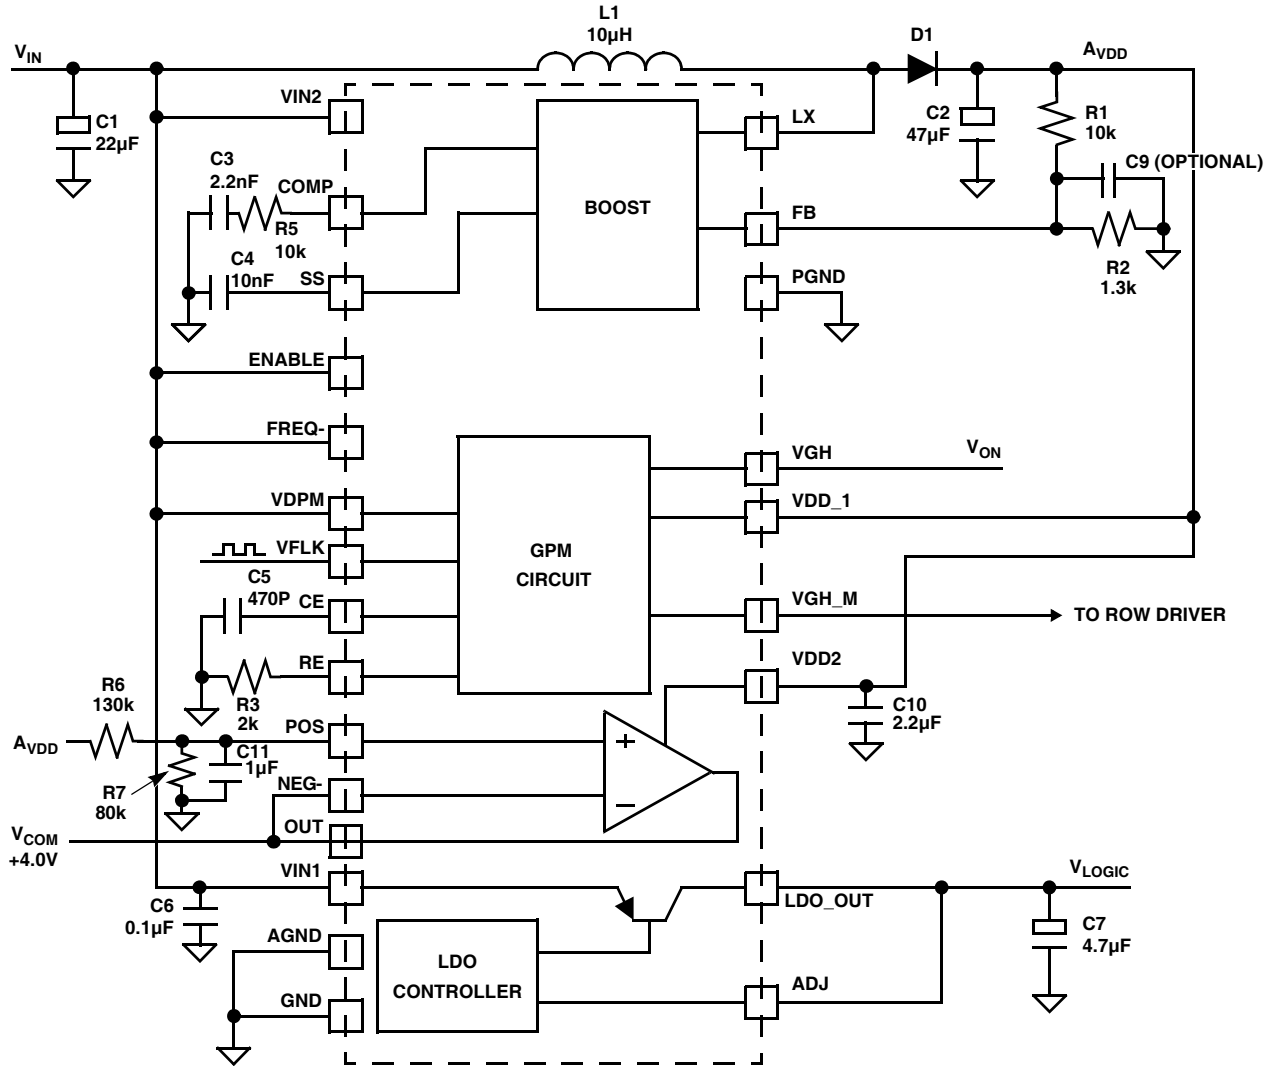 L1
10µH
D1
VIN
AVDD
VIN2
LX
C1
22µF
C2
47µF
R1
10k
C9 (OPTIONAL)
C3
2.2nF
COMP
R5
10k
BOOST
FB
C4
10nF
SS
PGND
R2
1.3k
ENABLE
FREQ-
VGH
VON
VDPM
VDD_1
VFLK
GPM
CIRCUIT
C5
470P
CE
VGH_M
TO ROW DRIVER
RE
VDD2
R6
130k
R3
2k
C10
2.2µF
POS
AVDD
+
C11
1µF
NEG-
R7
80k
−
OUT
VCOM
+4.0V
VIN1
VLOGIC
LDO_OUT
C6
0.1µF
C7
4.7µF
AGND
LDO
CONTROLLER
ADJ
GND